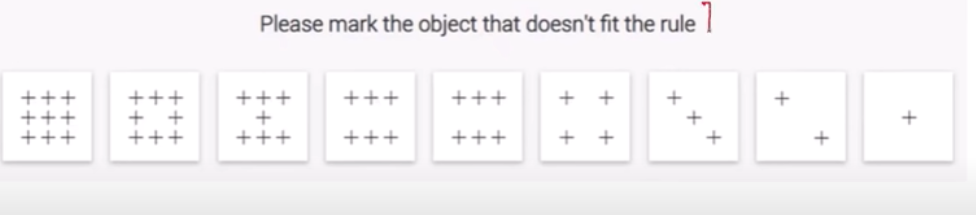 Please mark the object that doesn't fit the rule
+++ +++ +++ +++ +++ + + + + +
+++ + + + + +
+++ +++ +++ +++ +++ + + + +